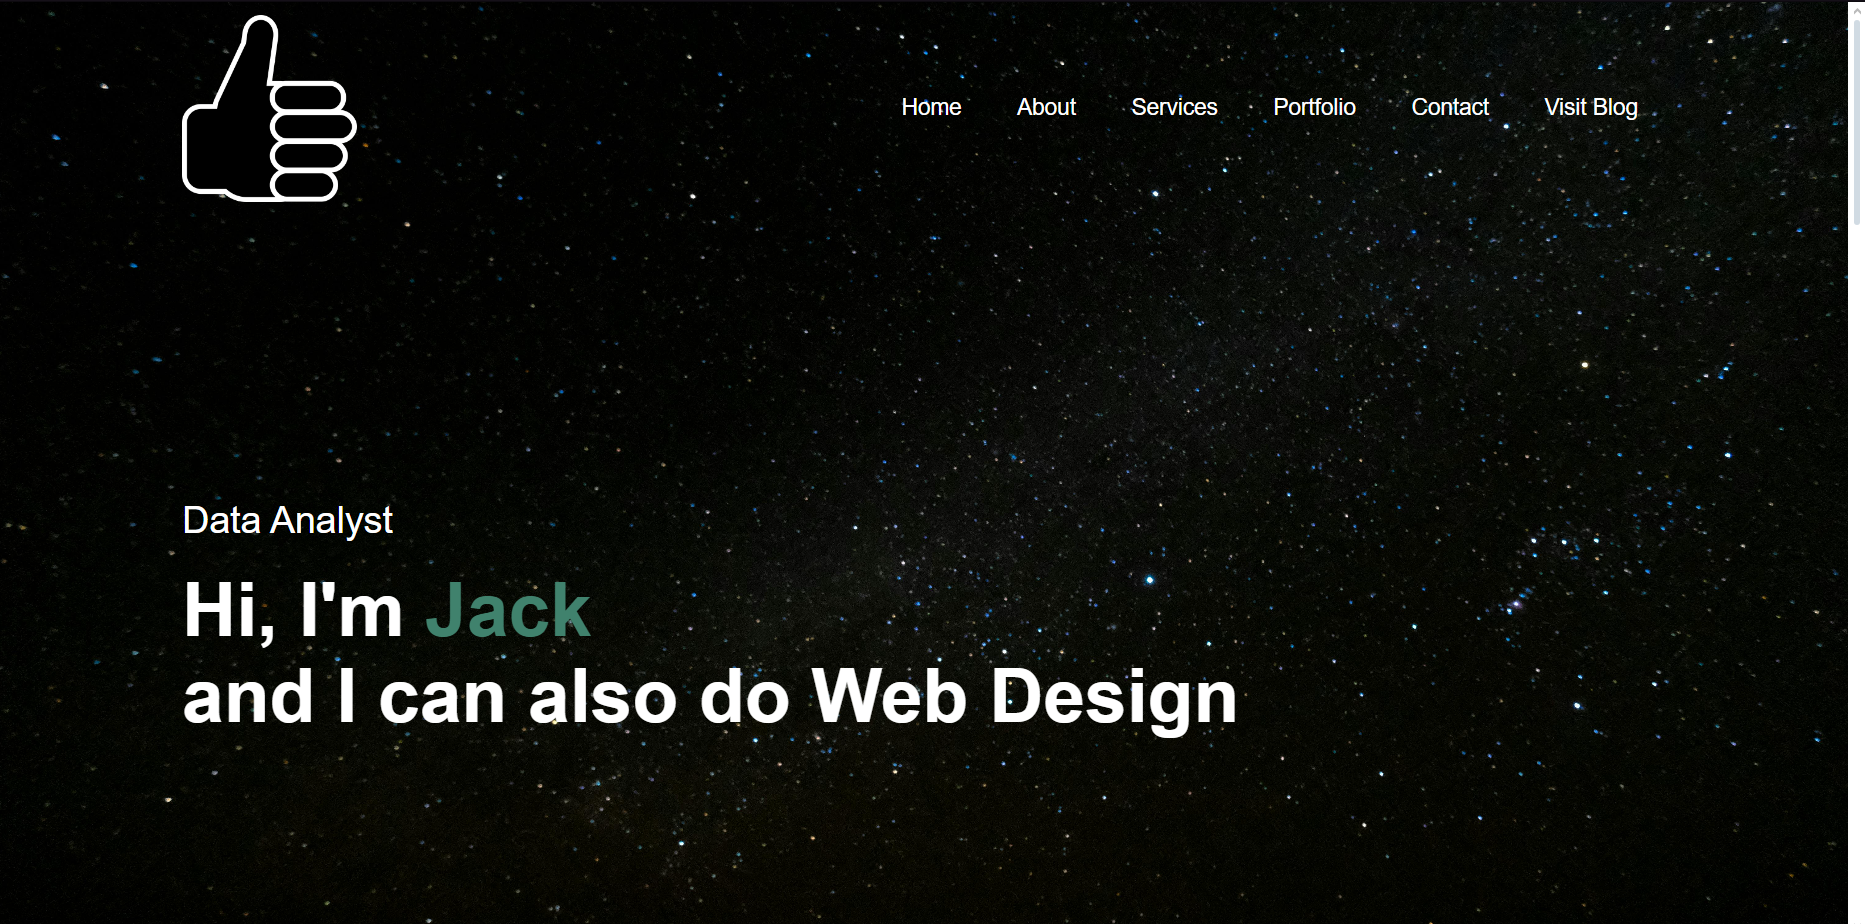 Home About Services Portfolio Contact Visit Blog
Data Analyst
Hi, I'm Jack
and I can also do Web Design